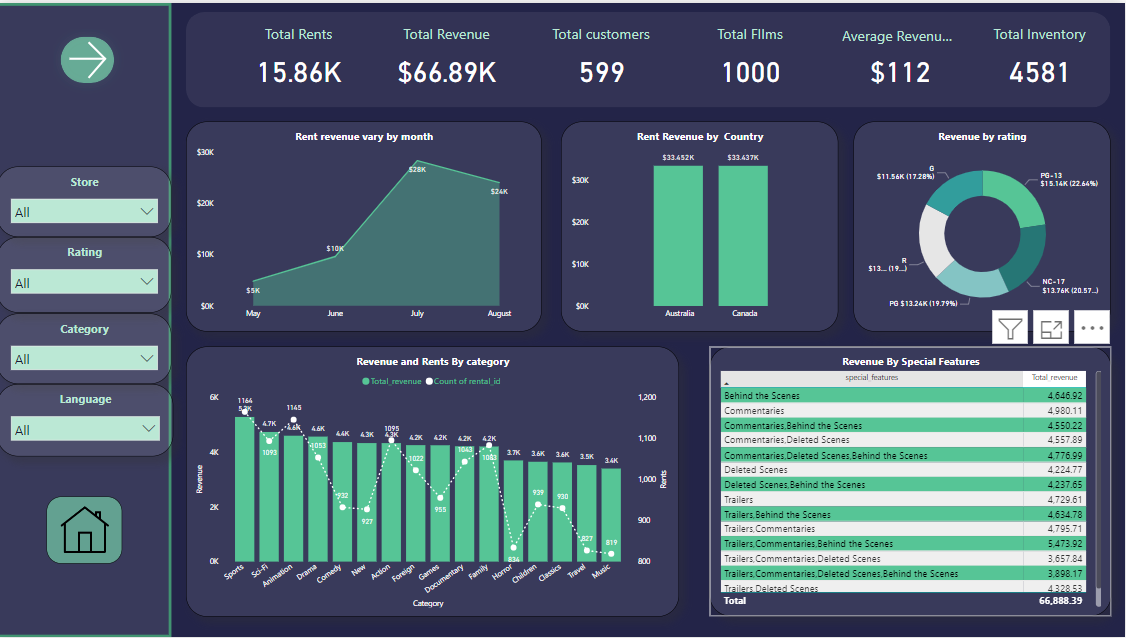 Total Rents
15.86K
Total Revenue
$66.89K
Total customers
599
Total FIlms
1000
Average Revenu...
$112
Total Inventory
4581
Store
All
Rating
All
Category
All
Language
All
Rent revenue vary by month
$30K
$20K
$10K
$0K
$5K
$10K
$28K
$24K
May
June
July
August
Rent Revenue by Country
$30K
$20K
$10K
$0K
$33.452K
$33.437K
Australia
Canada
Revenue by rating
G
$11.56K (17.28%)
PG-13
$15.14K (22.64%)
R
$13... (19...)
NC-17
$13.76K (20.57...)
PG $13.24K (19.79%)
Revenue and Rents By category
Total_revenue Count of rental_id
Revenue
6K
4K
2K
0K
5.3K
4.7K
4.6K
4.6K
4.4K
4.3K
4.3K
4.2K
4.2K
4.2K
4.2K
3.7K
3.6K
3.6K
3.5K
3.4K
1164
1093
1145
1053
932
927
1095
1022
955
1043
1083
834
939
930
827
819
1,200
1,100
1,000
900
800
Rents
Sports
Sci-Fi
Animation
Drama
Comedy
New
Action
Foreign
Games
Documentary
Family
Horror
Children
Classics
Travel
Music
Category
Revenue By Special Features
special_features Total_revenue
Behind the Scenes 4,646.92
Commentaries 4,980.11
Commentaries,Behind the Scenes 4,550.22
Commentaries,Deleted Scenes 4,557.89
Commentaries,Deleted Scenes,Behind the Scenes 4,776.99
Deleted Scenes 4,224.77
Deleted Scenes,Behind the Scenes 4,237.65
Trailers 4,729.61
Trailers,Behind the Scenes 4,634.78
Trailers,Commentaries 4,795.71
Trailers,Commentaries,Behind the Scenes 5,473.92
Trailers,Commentaries,Deleted Scenes 3,657.84
Trailers,Commentaries,Deleted Scenes,Behind the Scenes 3,898.17
Trailers,Deleted Scenes 4,328.53
Total 66,888.39